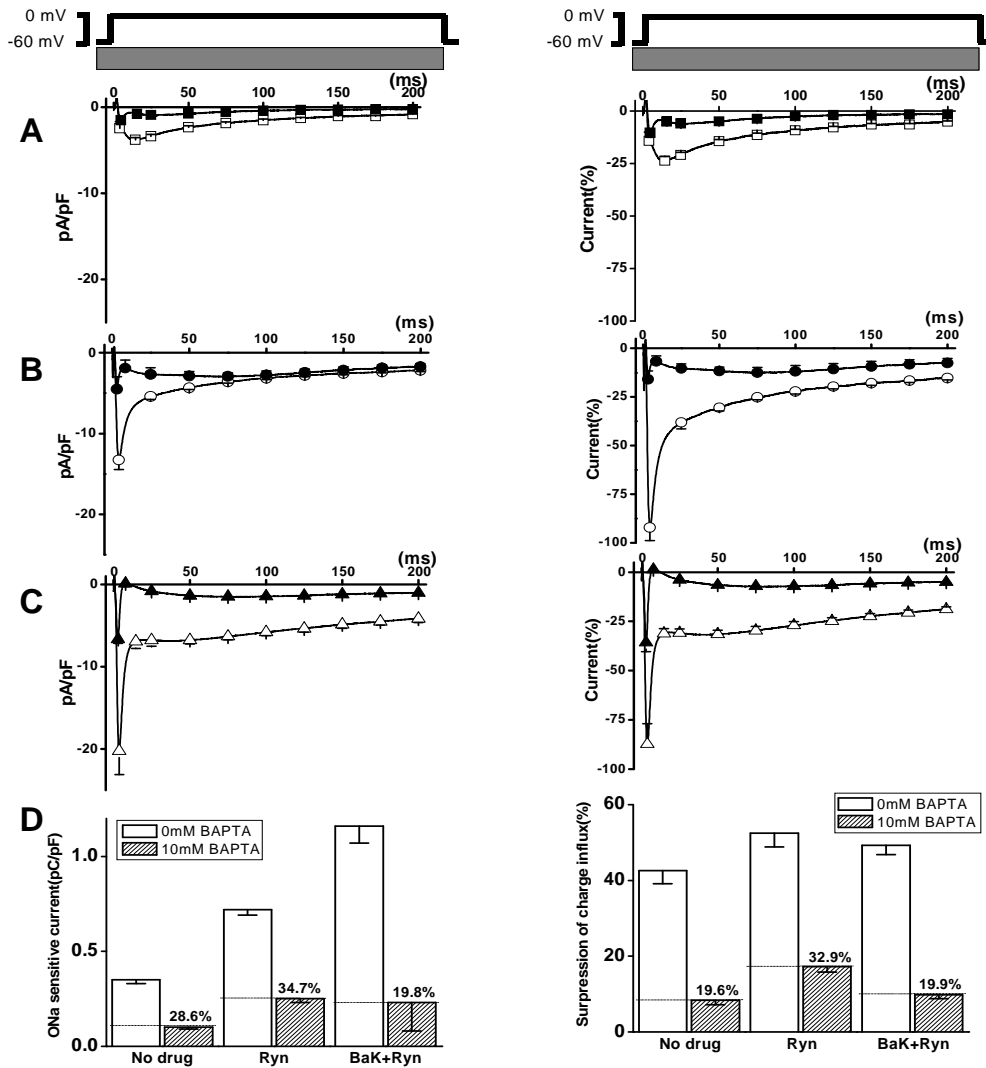 0 mV
-60 mV
0 mV
-60 mV
(ms)
0 50 100 150 200
(ms)
0 50 100 150 200
A
0
-10
-20
pA/pF
0
-25
-50
-75
-100
Current(%)
(ms)
0 50 100 150 200
(ms)
0 50 100 150 200
B
0
-10
-20
pA/pF
0
-25
-50
-75
-100
Current(%)
(ms)
0 50 100 150 200
(ms)
0 50 100 150 200
C
0
-10
-20
pA/pF
0
-25
-50
-75
-100
Current(%)
D
0mM BAPTA
10mM BAPTA
1.0
0.5
0.0
ONa sensitive current(pC/pF)
28.6%
34.7%
19.8%
No drug Ryn BaK+Ryn
0mM BAPTA
10mM BAPTA
60
40
20
0
Surpression of charge influx(%)
19.6%
32.9%
19.9%
No drug Ryn BaK+Ryn